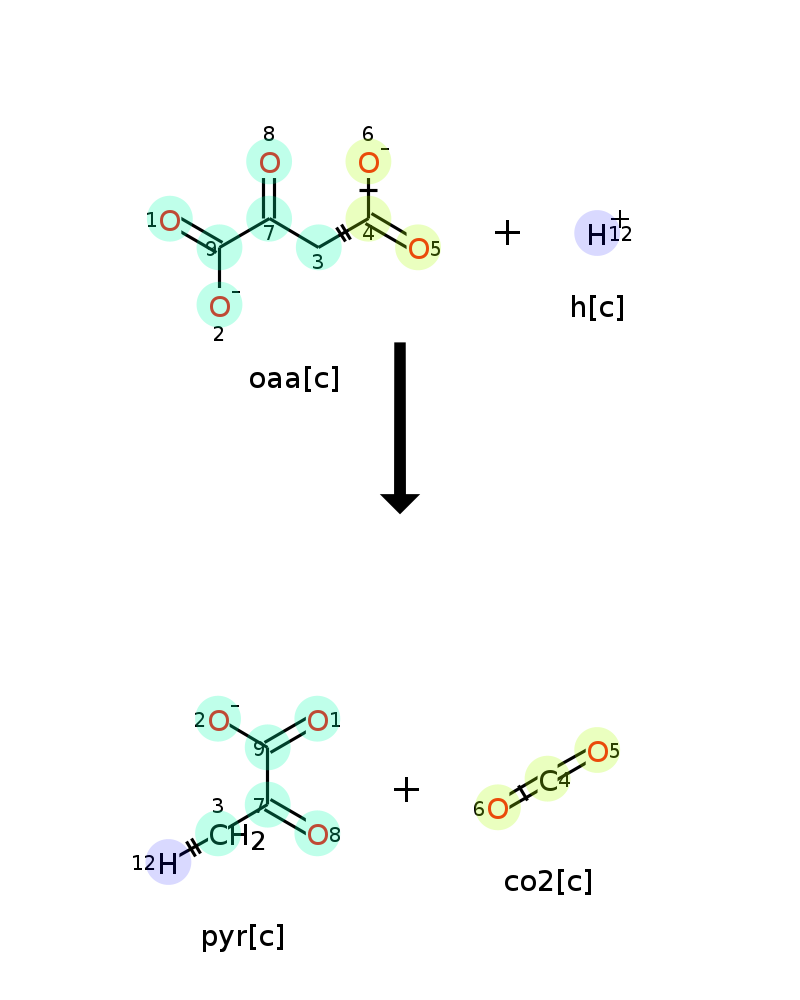 8 6
O O⁻
1 O 9 7 3 4 O 5 + H⁺ 12
O⁻
2
h[c]
oaa[c]
2 O⁻ O 1
9
3 7 O 5
CH2 O 8 + C 4
12 H 6 O
co2[c]
pyr[c]